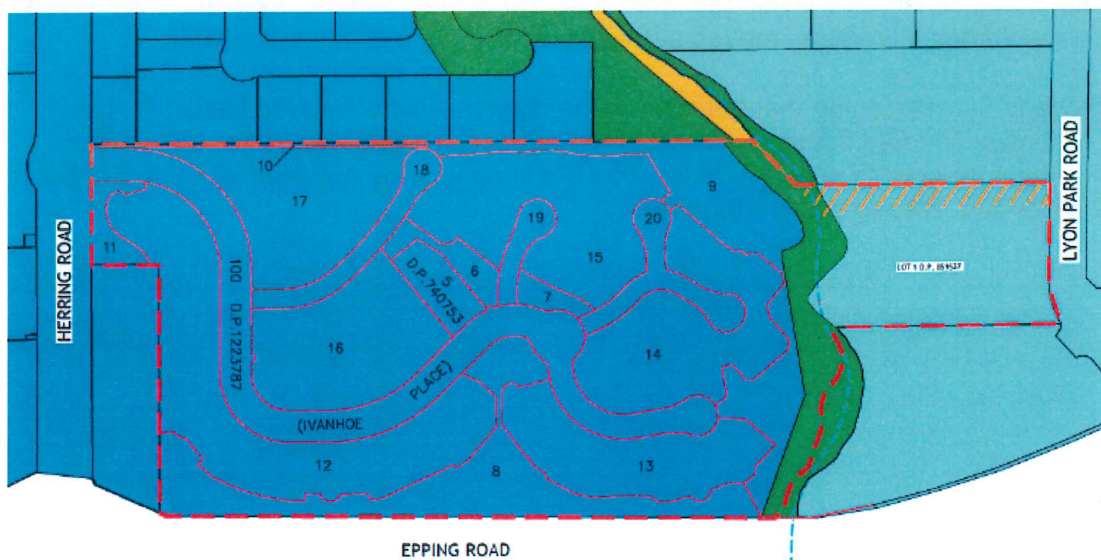 10
17
18
9
19
20
11
HERRING ROAD
100 D.P.1223787
5
D.P.740753
6
15
7
LYON PARK ROAD
16
14
(IVANHOE
PLACE)
12
8
13
EPPING ROAD